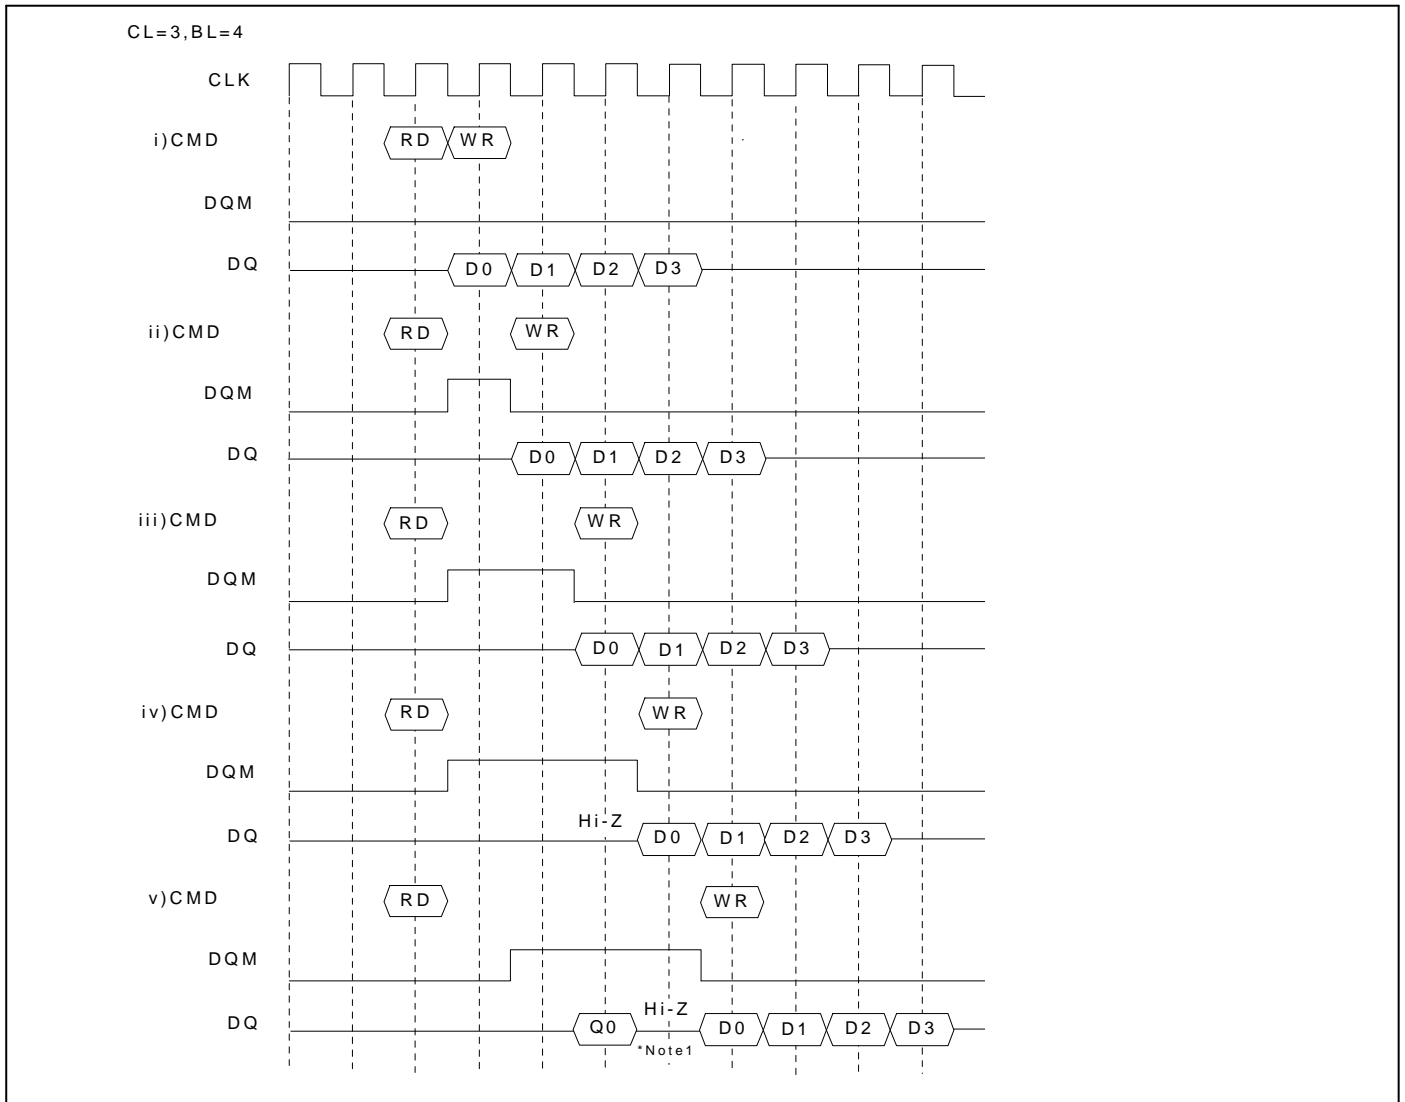 CL=3,BL=4
CLK
i)CMD RD WR
DQM
DQ D0 D1 D2 D3
ii)CMD RD WR
DQM
DQ D0 D1 D2 D3
iii)CMD RD WR
DQM
DQ D0 D1 D2 D3
iv)CMD RD WR
DQM
Hi-Z
DQ D0 D1 D2 D3
v)CMD RD WR
DQM
Hi-Z
DQ Q0 D0 D1 D2 D3
*Note1